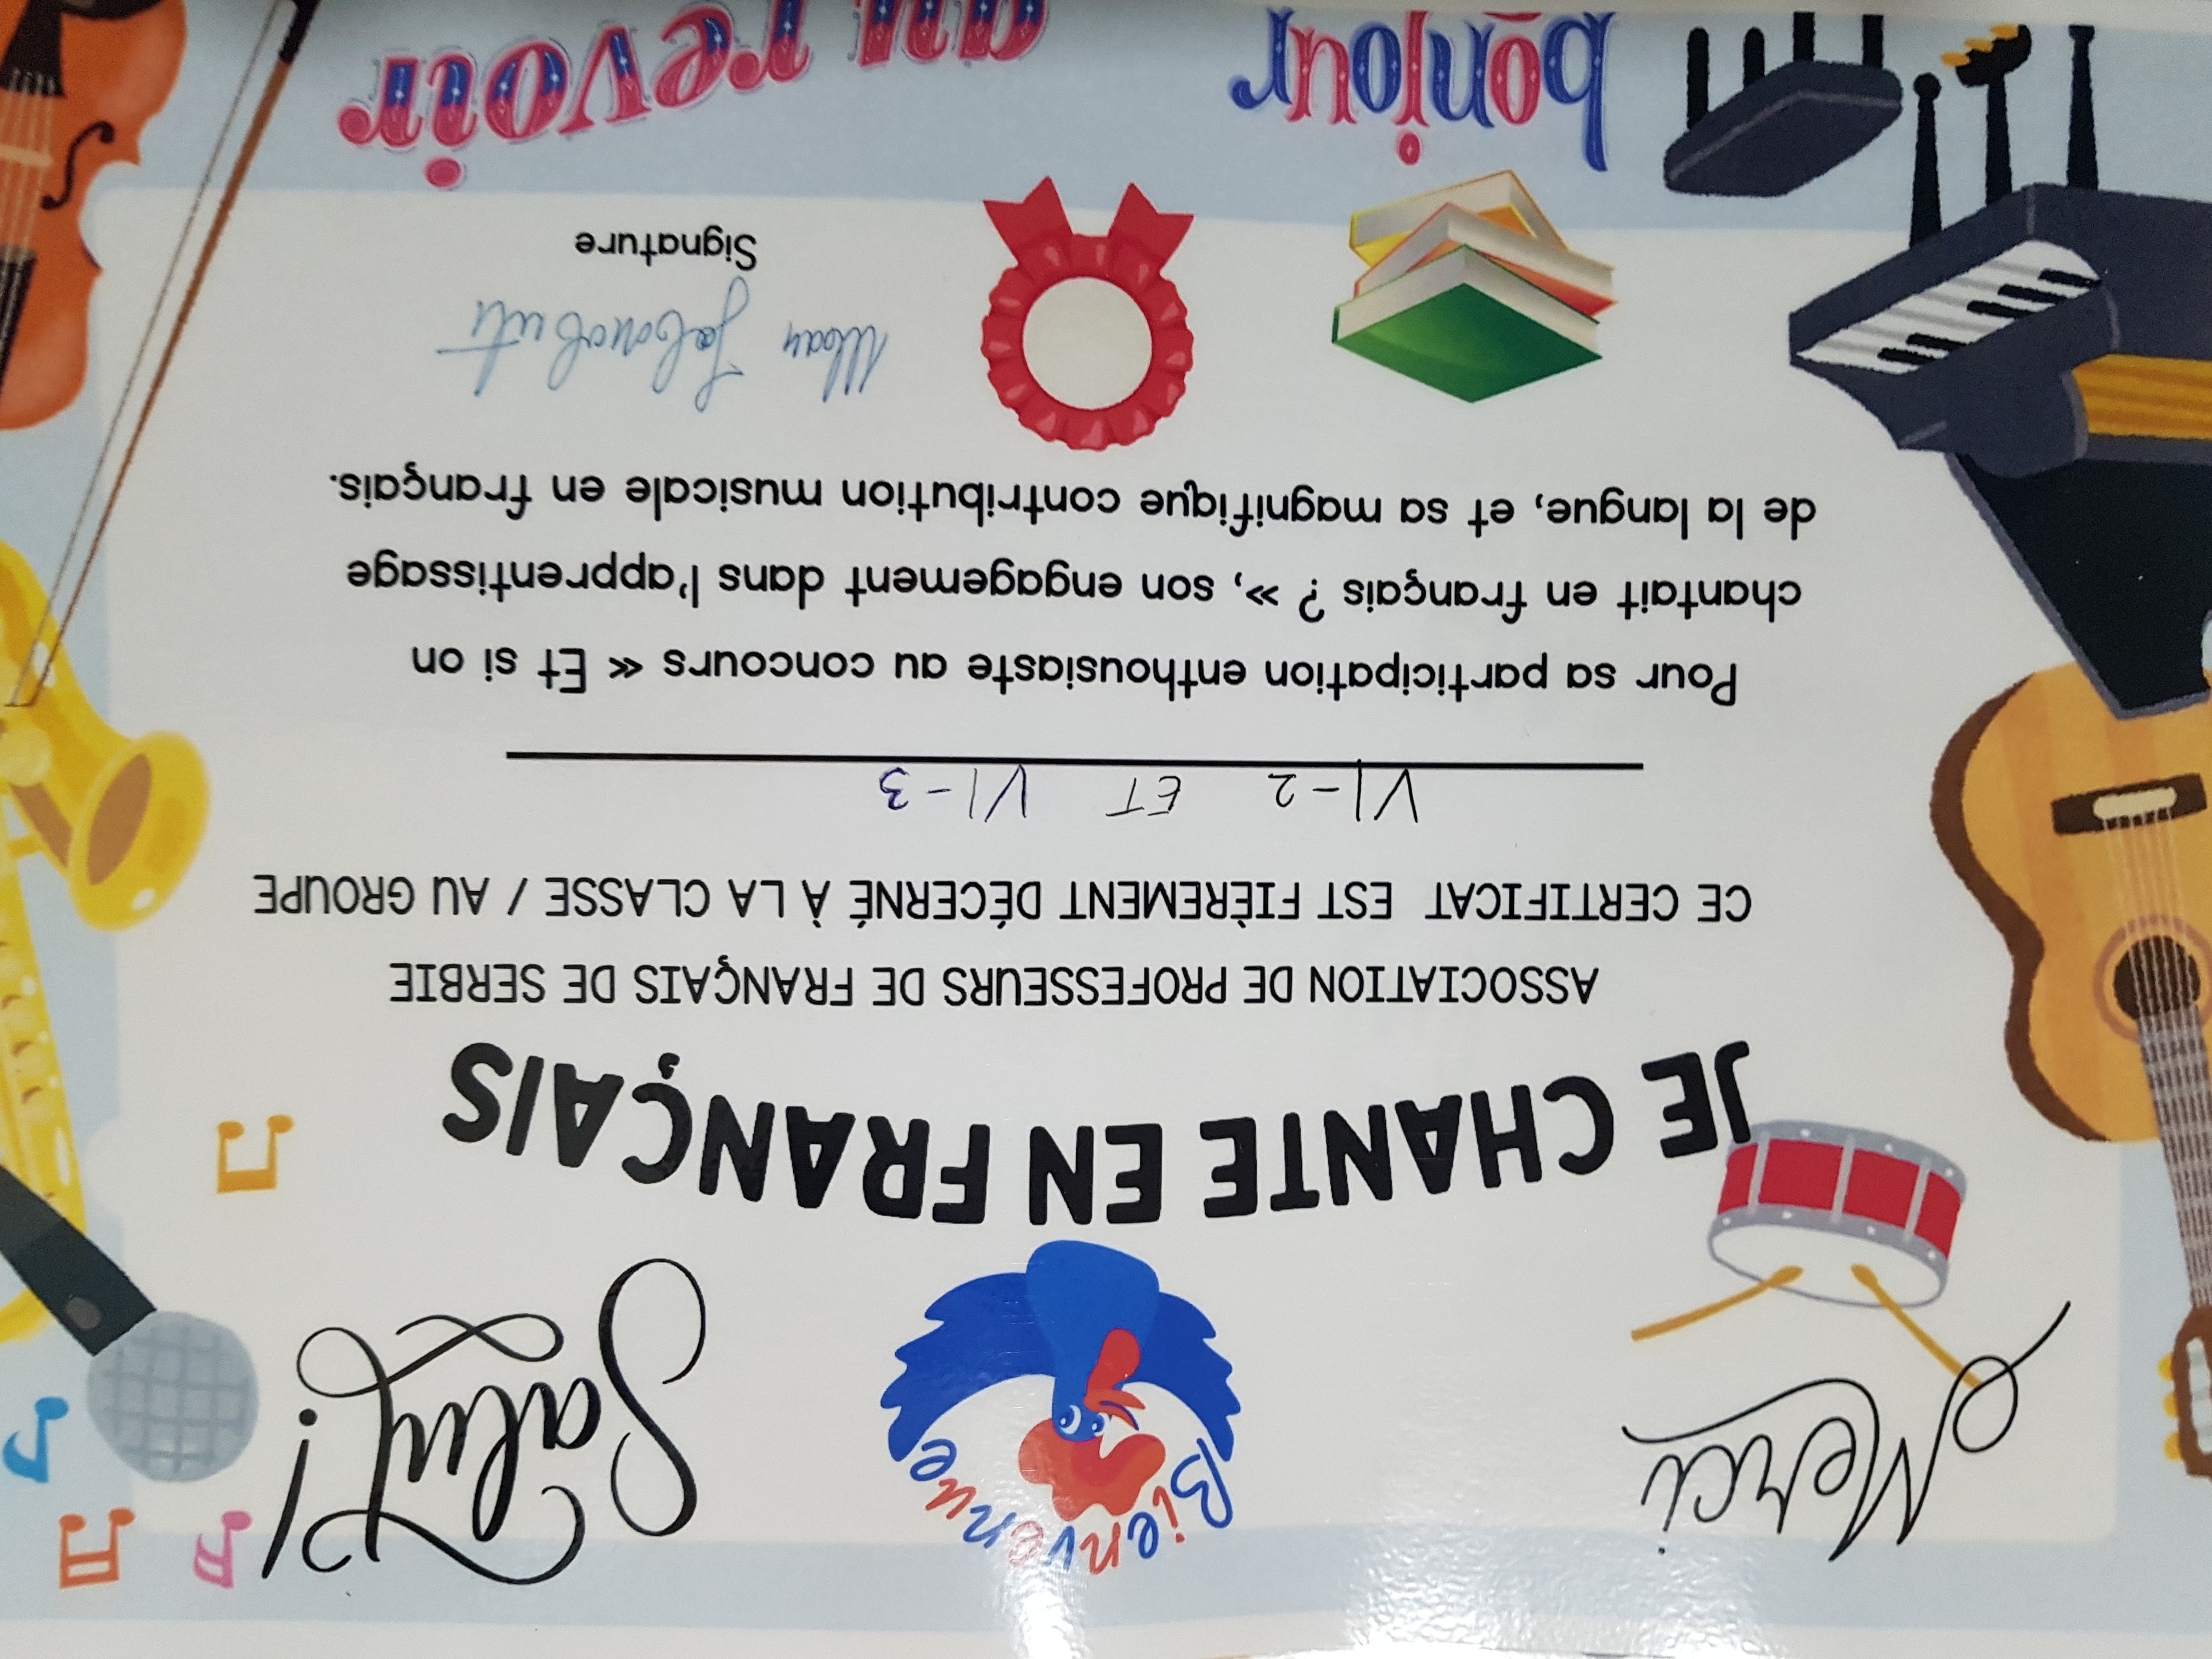 Merci
Bienvenue
Salut!
JE CHANTE EN FRANÇAIS
ASSOCIATION DE PROFESSEURS DE FRANÇAIS DE SERBIE
CE CERTIFICAT EST FIÈREMENT DÉCERNÉ À LA CLASSE / AU GROUPE
VI-2 ET VI-3
Pour sa participation enthousiaste au concours « Et si on
chantait en français ? », son engagement dans l'apprentissage
de la langue, et sa magnifique contribution musicale en français.
Signature
bonjour
au revoir